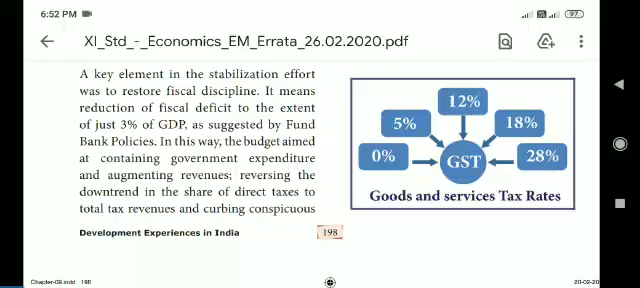 6:52 PM
97
XI_Std_-_Economics_EM_Errata_26.02.2020.pdf
A key element in the stabilization effort
was to restore fiscal discipline. It means
reduction of fiscal deficit to the extent
of just 3% of GDP, as suggested by Fund
Bank Policies. In this way, the budget aimed
at containing government expenditure
and augmenting revenues; reversing the
downtrend in the share of direct taxes to
total tax revenues and curbing conspicuous
0%
5%
12%
18%
28%
GST
Goods and services Tax Rates
Development Experiences in India
198
Chapter-09.indd 198
20-02-20